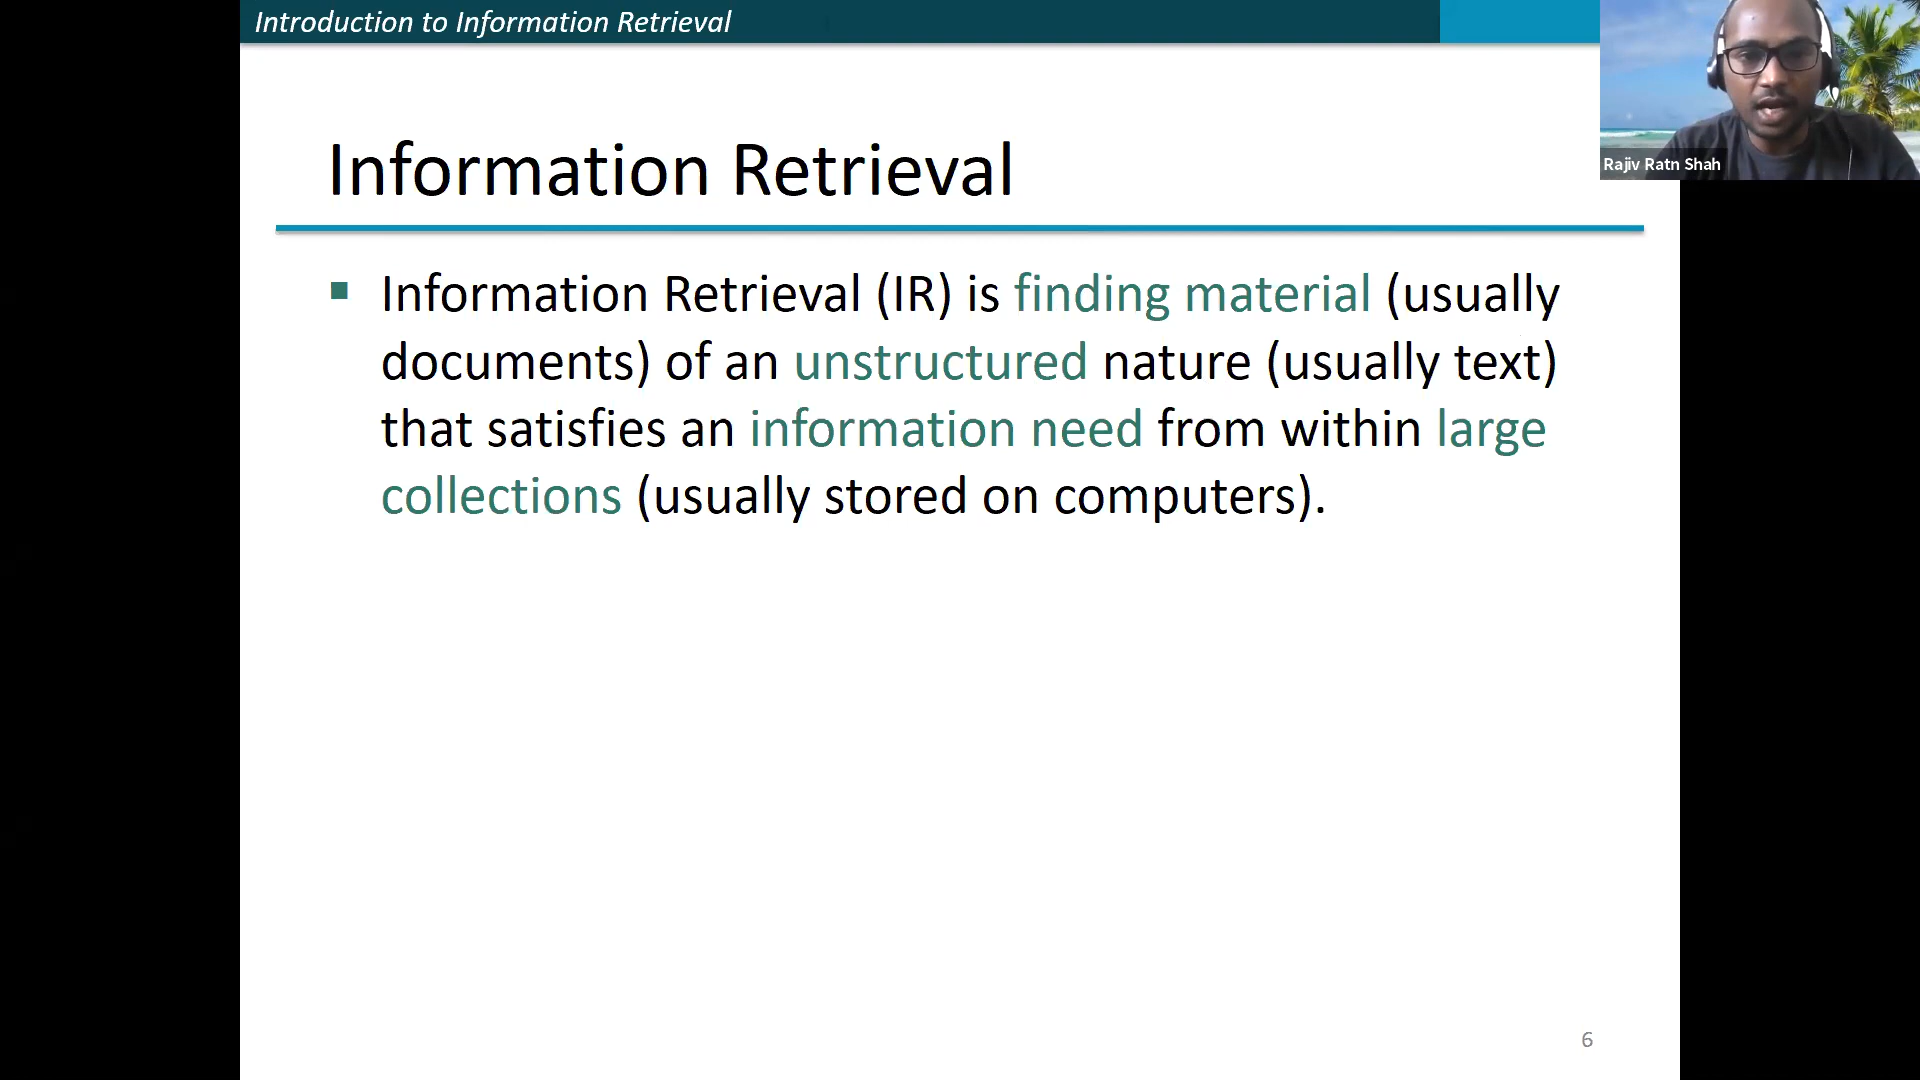 Introduction to Information Retrieval
Rajiv Ratn Shah
Information Retrieval
▪ Information Retrieval (IR) is finding material (usually
documents) of an unstructured nature (usually text)
that satisfies an information need from within large
collections (usually stored on computers).
6